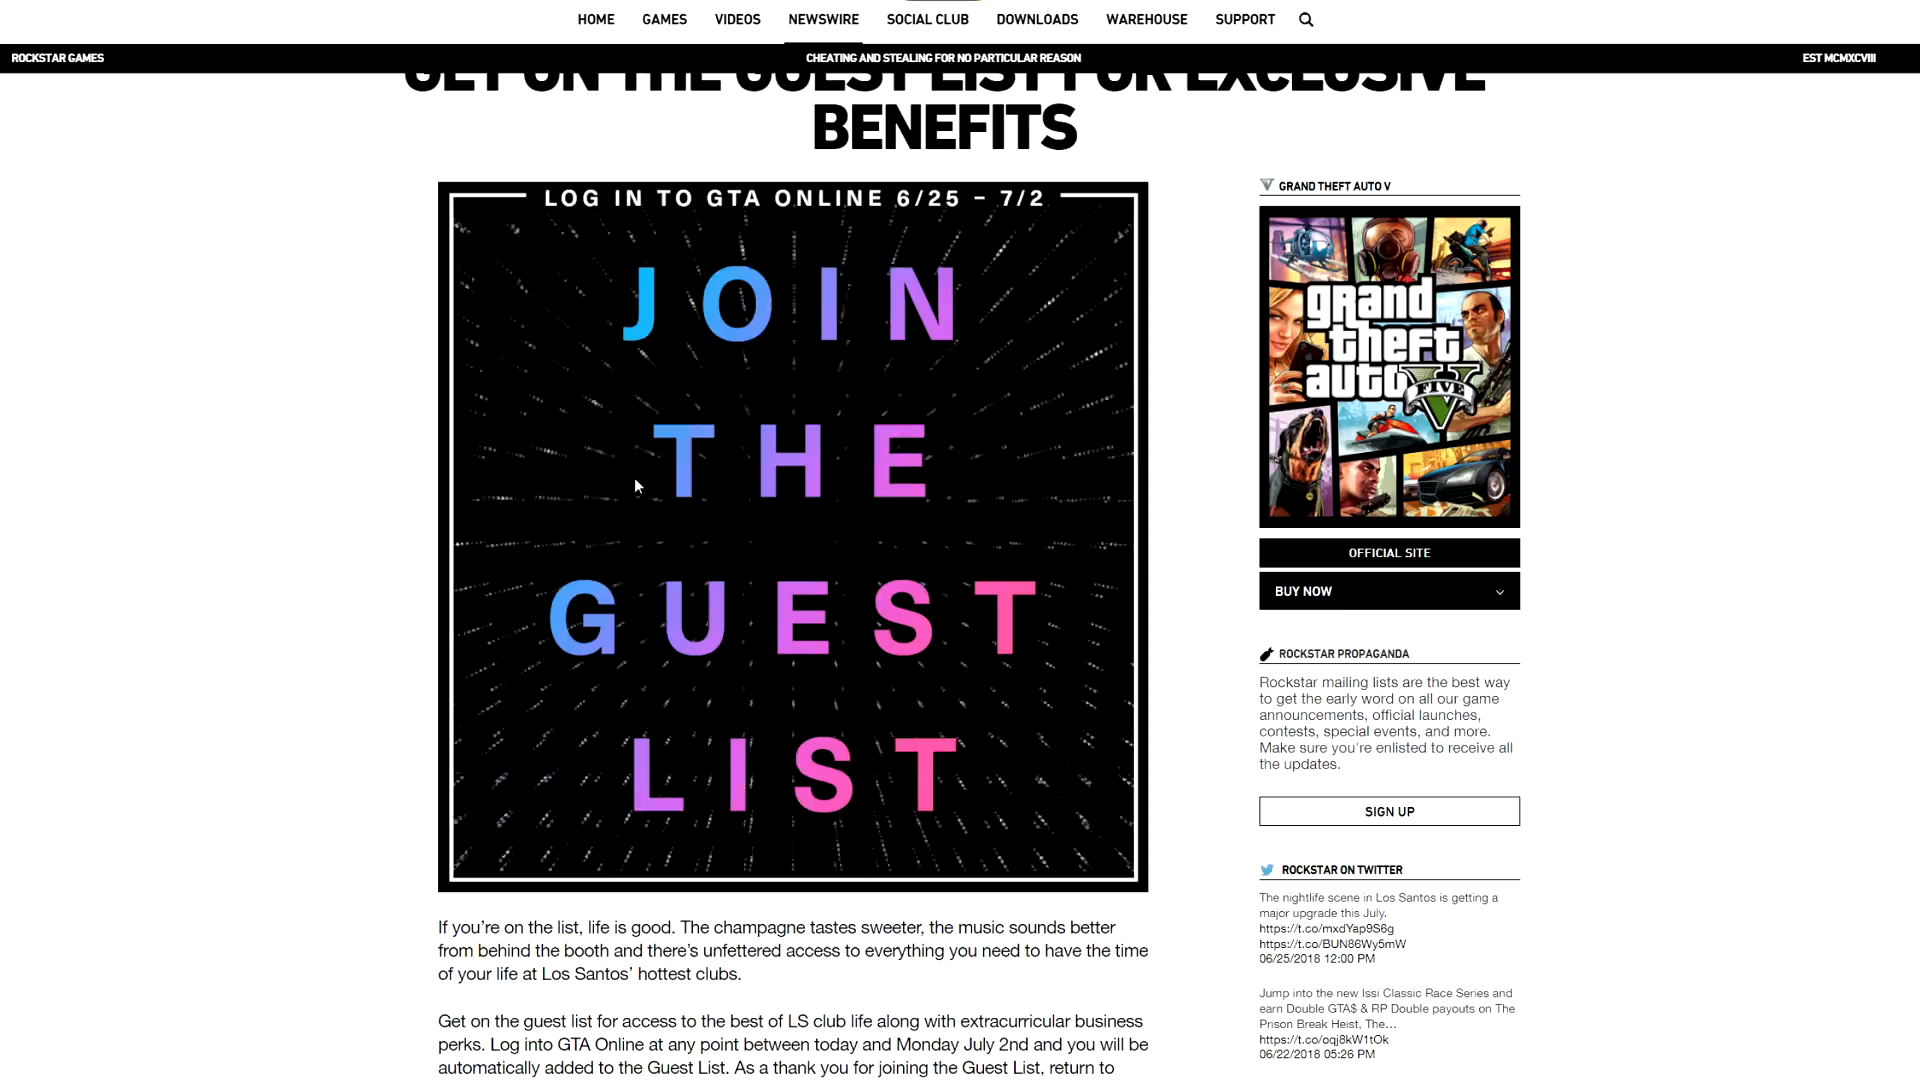 HOME GAMES VIDEOS NEWSWIRE SOCIAL CLUB DOWNLOADS WAREHOUSE SUPPORT
ROCKSTAR GAMES CHEATING AND STEALING FOR NO PARTICULAR REASON EST MCMXCVIII
GET ON THE GUEST LIST FOR EXCLUSIVE
BENEFITS
LOG IN TO GTA ONLINE 6/25 – 7/2
JOIN
THE
GUEST
LIST
If you’re on the list, life is good. The champagne tastes sweeter, the music sounds better
from behind the booth and there’s unfettered access to everything you need to have the time
of your life at Los Santos’ hottest clubs.
Get on the guest list for access to the best of LS club life along with extracurricular business
perks. Log into GTA Online at any point between today and Monday July 2nd and you will be
automatically added to the Guest List. As a thank you for joining the Guest List, return to
GRAND THEFT AUTO V
grand
theft
auto V
FIVE
OFFICIAL SITE
BUY NOW
ROCKSTAR PROPAGANDA
Rockstar mailing lists are the best way
to get the early word on all our game
announcements, official launches,
contests, special events, and more.
Make sure you're enlisted to receive all
the updates.
SIGN UP
ROCKSTAR ON TWITTER
The nightlife scene in Los Santos is getting a
major upgrade this July.
https://t.co/mxdYap9S6g
https://t.co/BUN86Wy5mW
06/25/2018 12:00 PM
Jump into the new Issi Classic Race Series and
earn Double GTA$ & RP Double payouts on The
Prison Break Heist, The...
https://t.co/oqj8kW1tOk
06/22/2018 05:26 PM